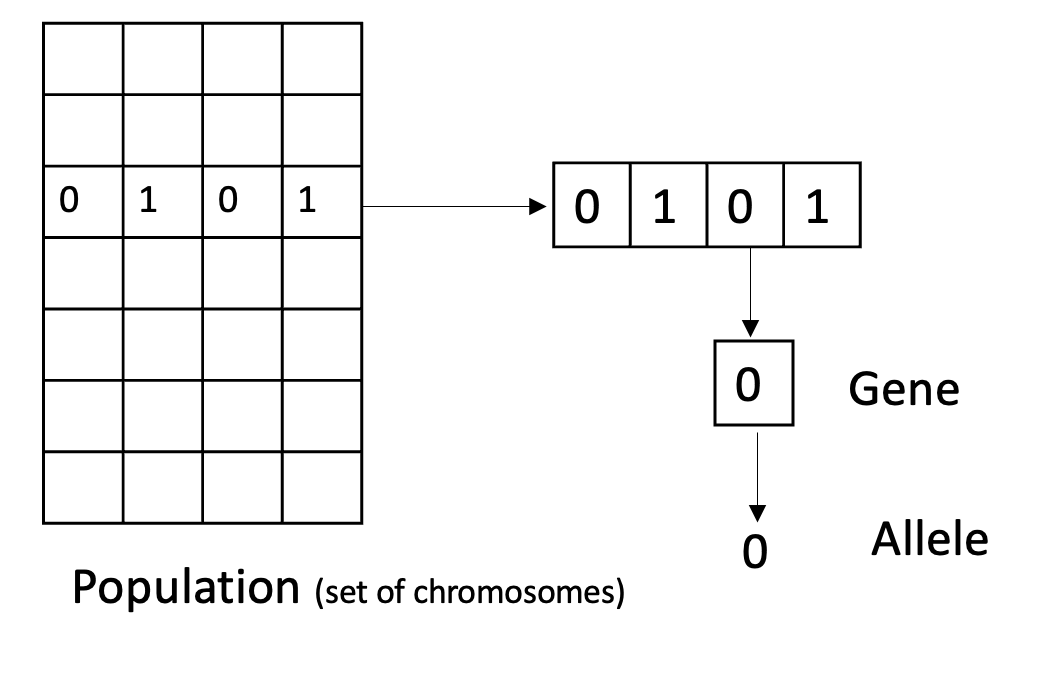 0 1 0 1
0 1 0 1
0
Gene
0
Allele
Population (set of chromosomes)